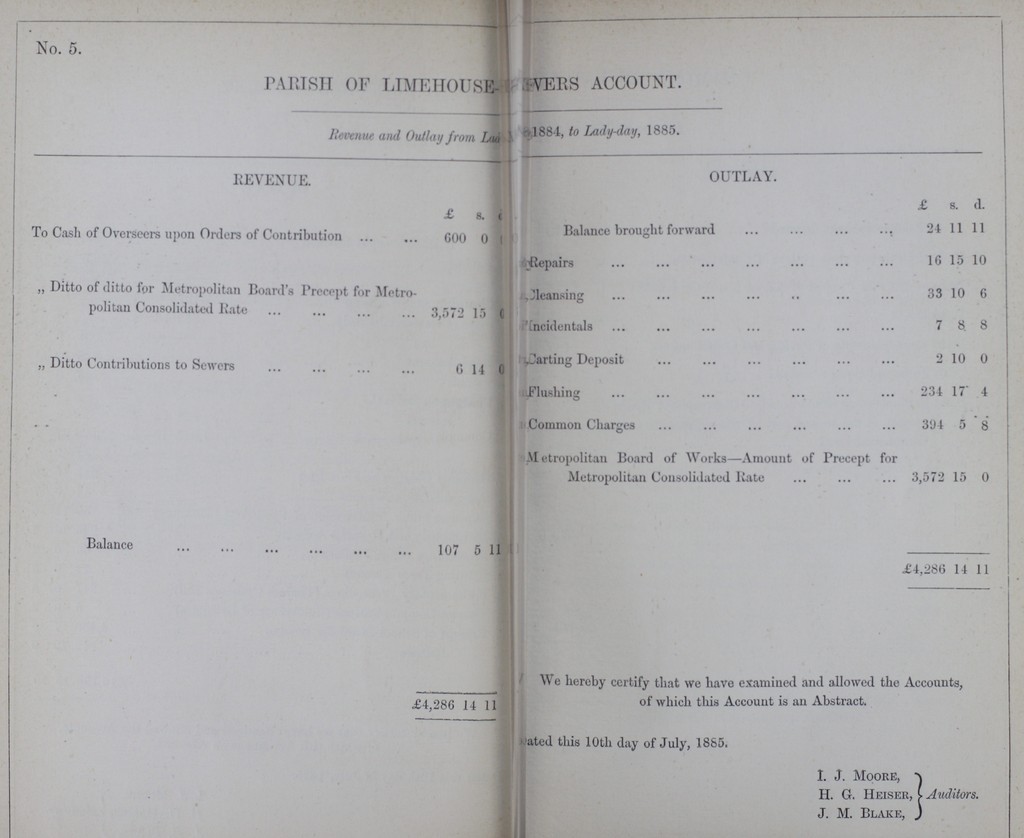 No. 5.
PARISH OF LIMEHOUSE- VERS ACCOUNT.
Revenue and Outlay from 1884, to Lady-day, 1885.
REVENUE.
£ s.
To Cash of Overseers upon Orders of Contribution ... ... 600 0
„ Ditto of ditto for Metropolitan Board's Precept for Metro-
politan Consolidated Rate ... ... ... ... 3,572 15
„ Ditto Contributions to Sewers ... ... ... ... 6 14
Balance ... ... ... ... ... ... 107 5 11
£4,286 14 11
OUTLAY.
£ s. d.
Balance brought forward ... ... ... ... 24 11 11
Repairs ... ... ... ... ... ... ... 16 15 10
Cleansing ... ... ... ... .. ... ... 33 10 6
Incidentals ... ... ... ... ... ... ... 7 8 8
Carting Deposit ... ... ... ... ... ... 2 10 0
Flushing ... ... ... ... ... ... ... 234 17 4
Common Charges ... ... ... ... ... ... 394 5 8
Metropolitan Board of Works—Amount of Precept for
Metropolitan Consolidated Rate ... ... ... 3,572 15 0
£4,286 14 11
We hereby certify that we have examined and allowed the Accounts,
of which this Account is an Abstract.
ated this 10th day of July, 1885.
I. J. MOORE,
H. G. HEISER, } Auditors.
J. M. BLAKE,